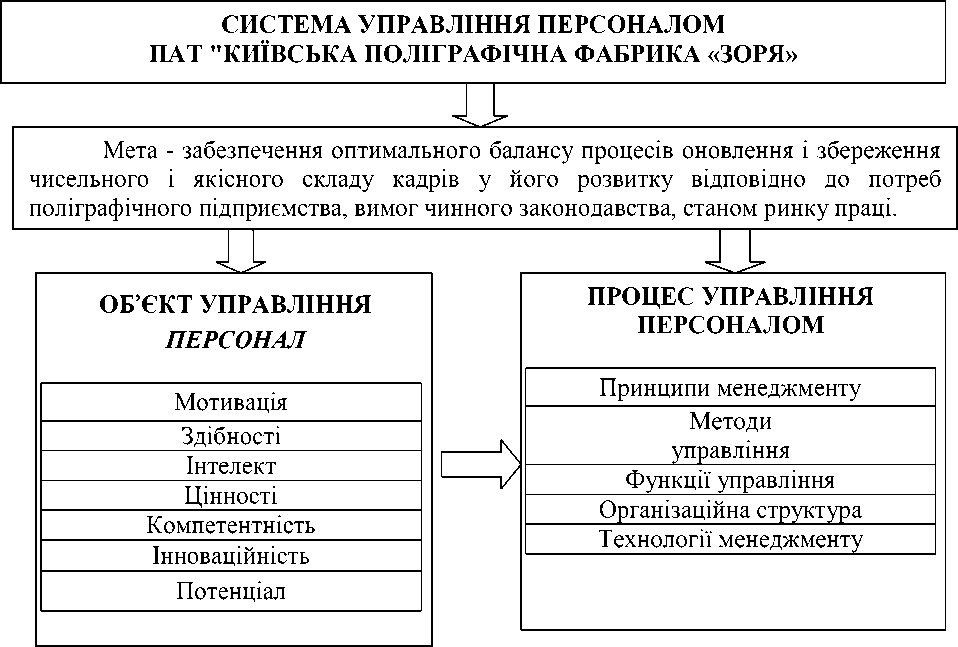 СИСТЕМА УПРАВЛІННЯ ПЕРСОНАЛОМ
ПАТ "КИЇВСЬКА ПОЛІГРАФІЧНА ФАБРИКА «ЗОРЯ»
Мета - забезпечення оптимального балансу процесів оновлення і збереження
чисельного і якісного складу кадрів у його розвитку відповідно до потреб
поліграфічного підприємства, вимог чинного законодавства, станом ринку праці.
ОБ’ЄКТ УПРАВЛІННЯ
ПЕРСОНАЛ
Мотивація
Здібності
Інтелект
Цінності
Компетентність
Інноваційність
Потенціал
ПРОЦЕС УПРАВЛІННЯ
ПЕРСОНАЛОМ
Принципи менеджменту
Методи
управління
Функції управління
Організаційна структура
Технології менеджменту